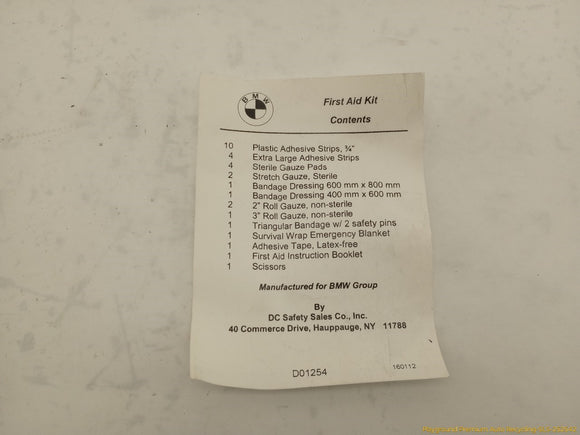 BMW
First Aid Kit
Contents
10 Plastic Adhesive Strips, ¾"
4 Extra Large Adhesive Strips
4 Sterile Gauze Pads
2 Stretch Gauze, Sterile
1 Bandage Dressing 600 mm x 800 mm
1 Bandage Dressing 400 mm x 600 mm
2 2" Roll Gauze, non-sterile
1 3" Roll Gauze, non-sterile
1 Triangular Bandage w/ 2 safety pins
1 Survival Wrap Emergency Blanket
1 Adhesive Tape, Latex-free
1 First Aid Instruction Booklet
1 Scissors
Manufactured for BMW Group
By
DC Safety Sales Co., Inc.
40 Commerce Drive, Hauppauge, NY 11788
D01254
160112